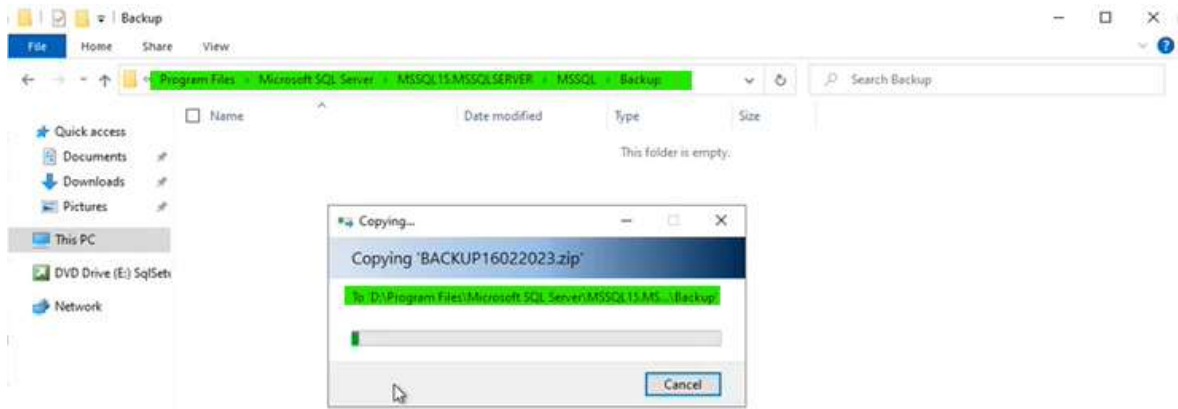 Backup
File Home Share View
Program Files Microsoft SQL Server MSSQL15.MSSQLSERVER MSSQL Backup Search Backup
Name Date modified Type Size
This folder is empty.
Quick access
Documents
Downloads
Pictures
This PC
DVD Drive (E:) SqlSetu
Network
Copying...
Copying 'BACKUP16022023.zip'
To 'D:\Program Files\Microsoft SQL Server\MSSQL15.MS...\Backup'
Cancel